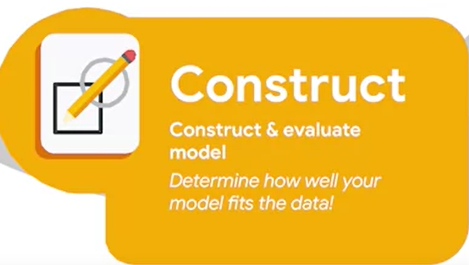 Construct
Construct & evaluate
model
Determine how well your
model fits the data!